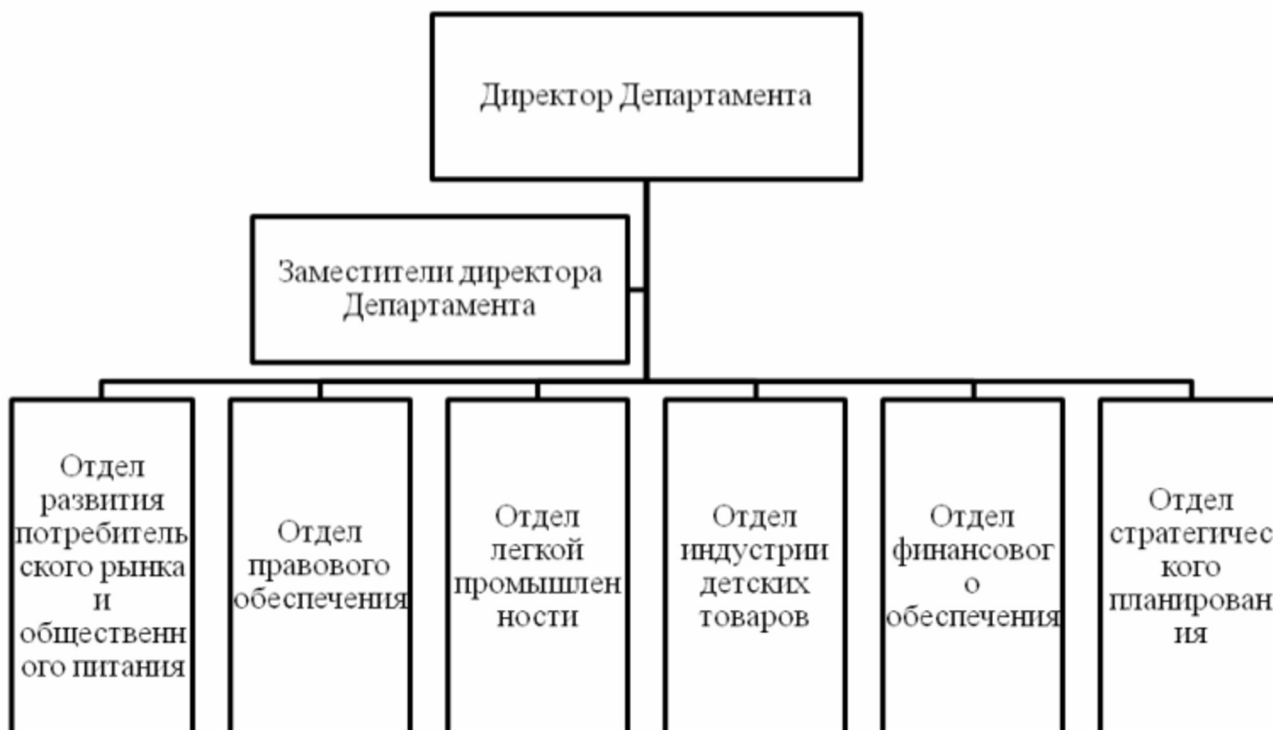 Директор Департамента
Заместители директора
Департамента
Отдел
развития
потребитель
ского рынка
и
общественн
ого питания
Отдел
правового
обеспечения
Отдел
легкой
промышлен
ности
Отдел
индустрии
детских
товаров
Отдел
финансовог
о
обеспечения
Отдел
стратегичес
кого
планирован
ия